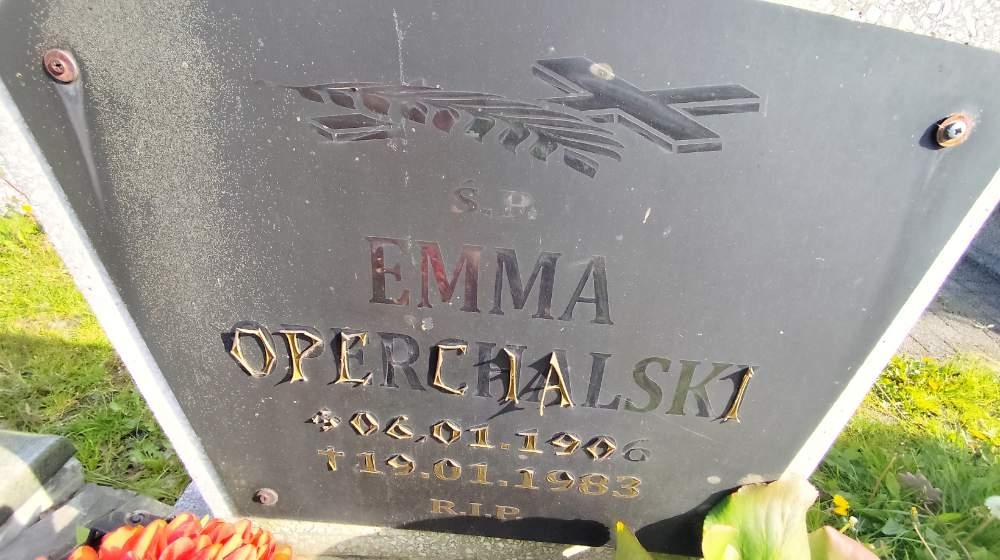 Ś.P.
EMMA
OPERCHALSKI
* 06.01.1906
† 19.01.1983
R.I.P.